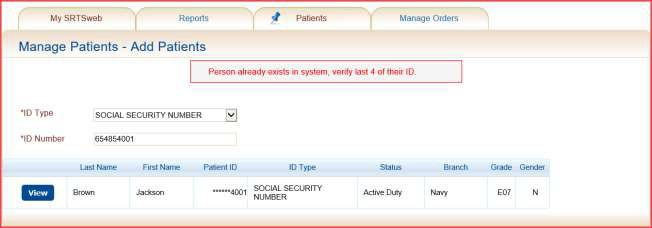 My SRTSweb Reports Patients Manage Orders
Manage Patients - Add Patients
Person already exists in system, verify last 4 of their ID.
*ID Type SOCIAL SECURITY NUMBER
*ID Number 654854001
Last Name First Name Patient ID ID Type Status Branch Grade Gender
View Brown Jackson ******4001 SOCIAL SECURITY NUMBER Active Duty Navy E07 N